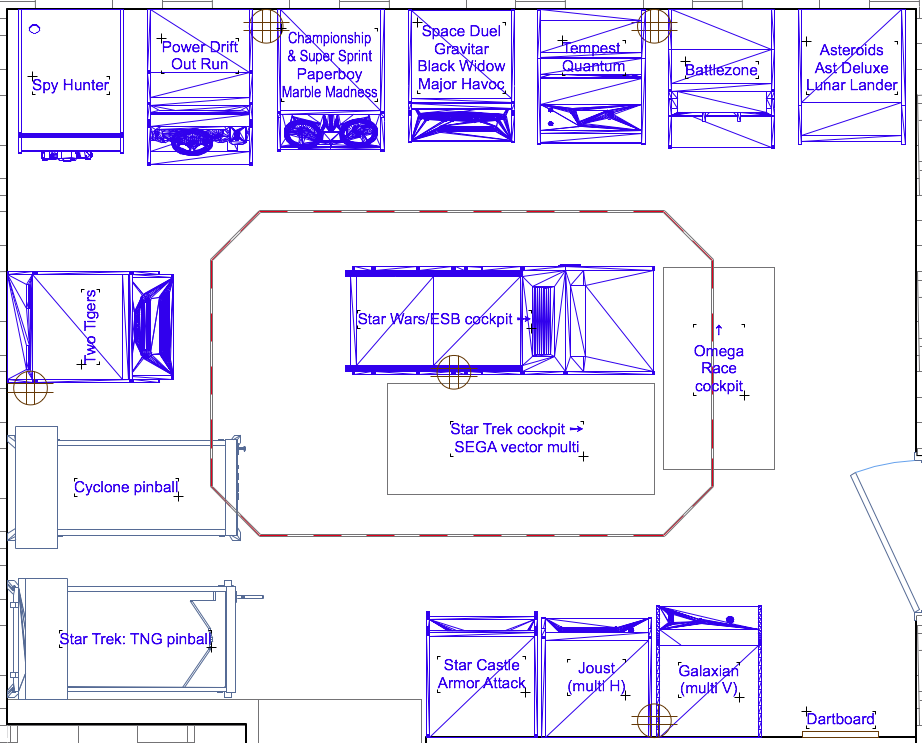 Spy Hunter
Power Drift
Out Run
Championship
& Super Sprint
Paperboy
Marble Madness
Space Duel
Gravitar
Black Widow
Major Havoc
Tempest
Quantum
Battlezone
Asteroids
Ast Deluxe
Lunar Lander
Two Tigers
Star Wars/ESB cockpit →
Omega
Race
cockpit
Star Trek cockpit →
SEGA vector multi
Cyclone pinball
Star Trek: TNG pinball
Star Castle
Armor Attack
Joust
(multi H)
Galaxian
(multi V)
Dartboard